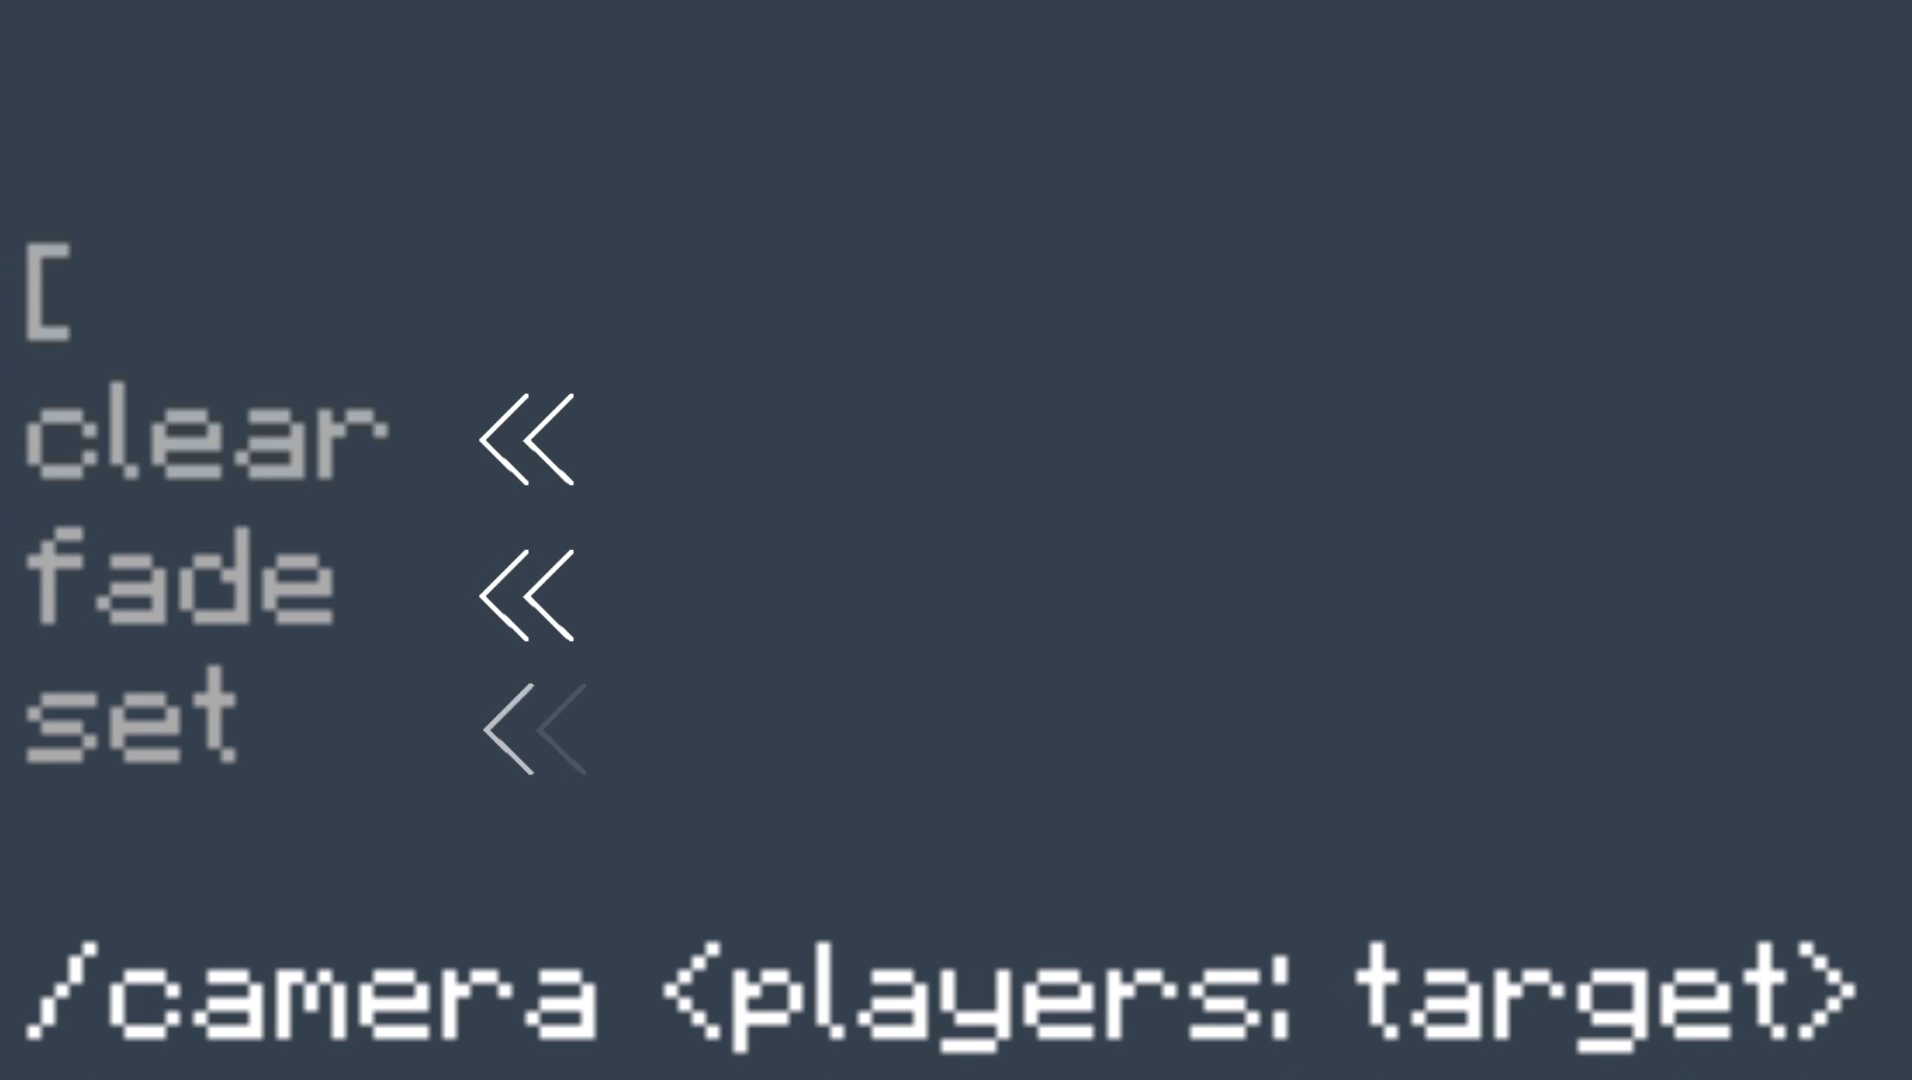 [
clear «
fade «
set «
/camera <players: target>